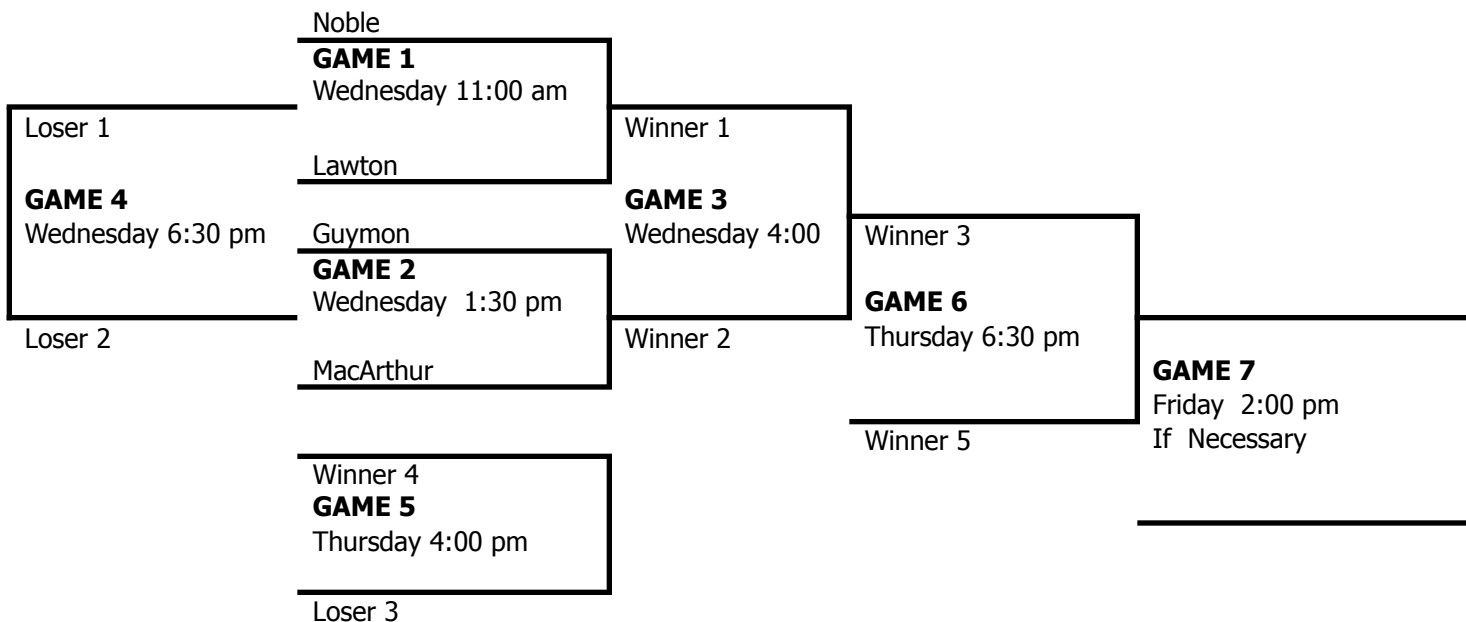 Noble
GAME 1
Wednesday 11:00 am
Lawton
Loser 1
GAME 4
Wednesday 6:30 pm
Loser 2
Guymon
GAME 2
Wednesday  1:30 pm
MacArthur
Winner 1
GAME 3
Wednesday 4:00
Winner 2
Winner 3
GAME 6
Thursday 6:30 pm
Winner 5
GAME 7
Friday  2:00 pm
If  Necessary
Winner 4
GAME 5
Thursday 4:00 pm
Loser 3